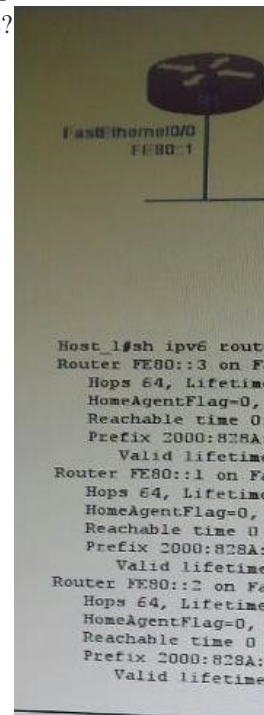 ?
FastEthernet0/0
FE80::1
Host_1#sh ipv6 rout
Router FE80::3 on F
Hops 64, Lifetim
HomeAgentFlag=0,
Reachable time 0
Prefix 2000:828A:
Valid lifetime
Router FE80::1 on Fa
Hops 64, Lifetime
HomeAgentFlag=0,
Reachable time 0
Prefix 2000:828A:
Valid lifetime
Router FE80::2 on Fa
Hops 64, Lifetime
HomeAgentFlag=0,
Reachable time 0
Prefix 2000:828A:
Valid lifetime